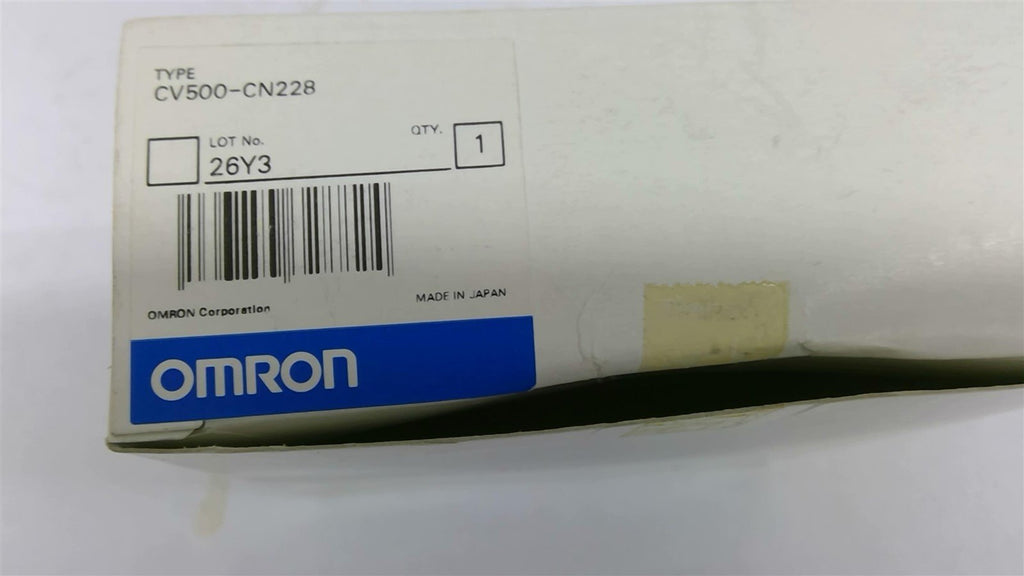 TYPE
CV500-CN228
LOT No.
QTY.
26Y3
1
OMRON Corporation
MADE IN JAPAN
OMRON